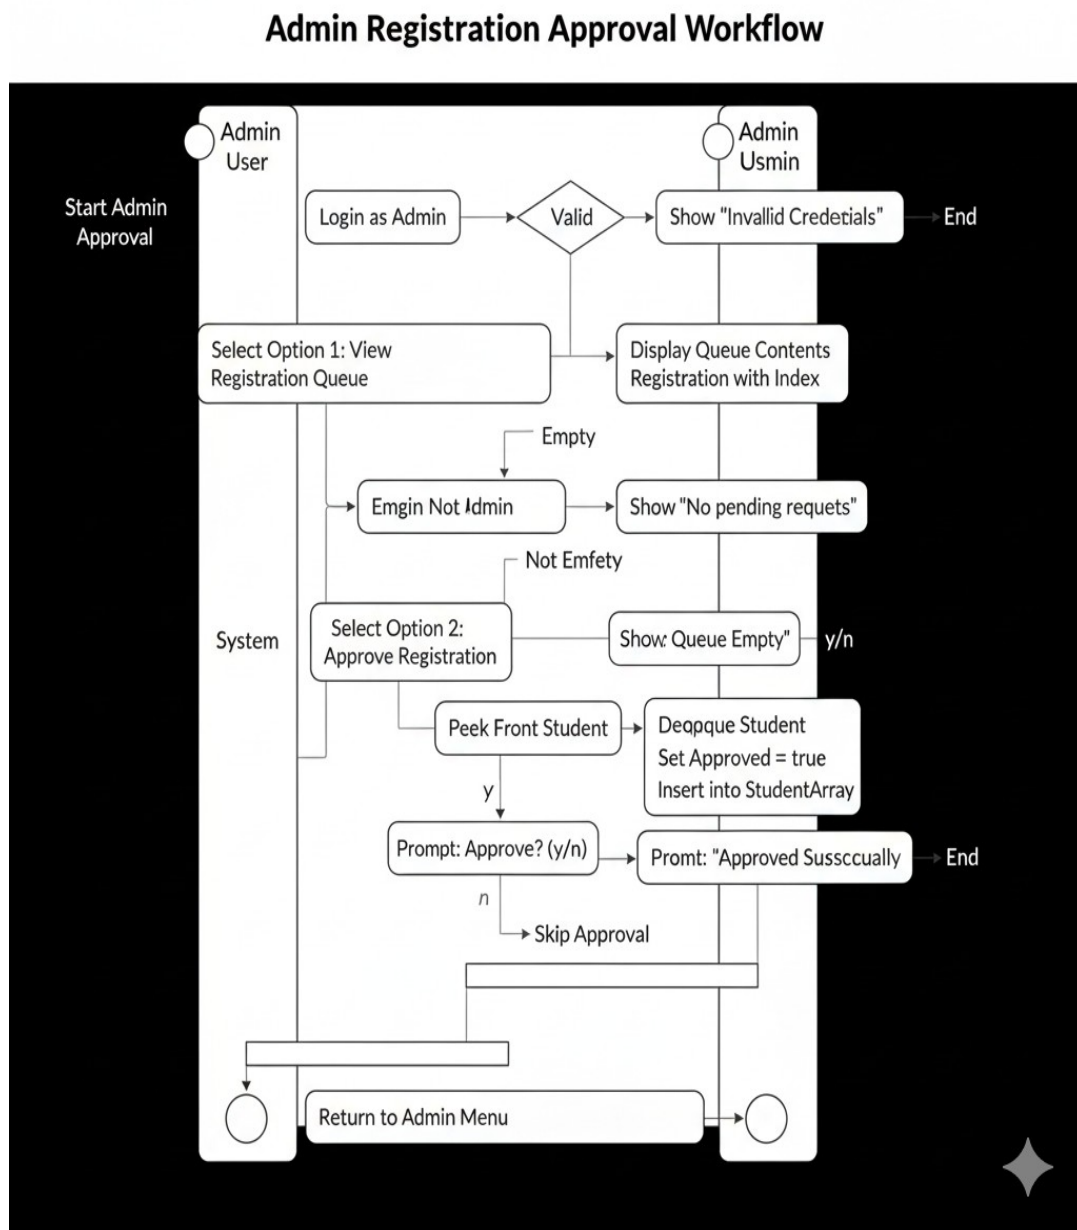 Admin Registration Approval Workflow
Admin
User
Admin
Usmin
Start Admin
Approval
Login as Admin
Valid
Show "Invallid Credetials"
End
Select Option 1: View
Registration Queue
Display Queue Contents
Registration with Index
Empty
Emgin Not Admin
Show "No pending requets"
Not Emfety
System
Select Option 2:
Approve Registration
Show: Queue Empty"
y/n
Peek Front Student
Deqpque Student
Set Approved = true
Insert into StudentArray
y
Prompt: Approve? (y/n)
Promt: "Approved Sussccually
End
n
Skip Approval
Return to Admin Menu